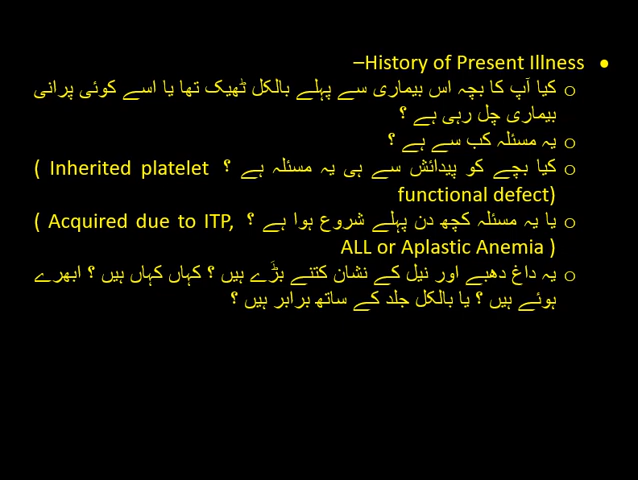 • History of Present Illness–
o کیا آپ کا بچہ اس بیماری سے پہلے بالکل ٹھیک تھا یا اسے کوئی پرانی
بیماری چل رہی ہے ؟
o یہ مسئلہ کب سے ہے ؟
o کیا بچے کو پیدائش سے ہی یہ مسئلہ ہے ؟ ( Inherited platelet
functional defect)
o یا یہ مسئلہ کچھ دن پہلے شروع ہوا ہے ؟ ( Acquired due to ITP,
ALL or Aplastic Anemia )
o یہ داغ دھبے اور نیل کے نشان کتنے بڑَے ہیں ؟ کہاں کہاں ہیں ؟ ابھرے
ہوئے ہیں ؟ یا بالکل جلد کے ساتھ برابر ہیں ؟